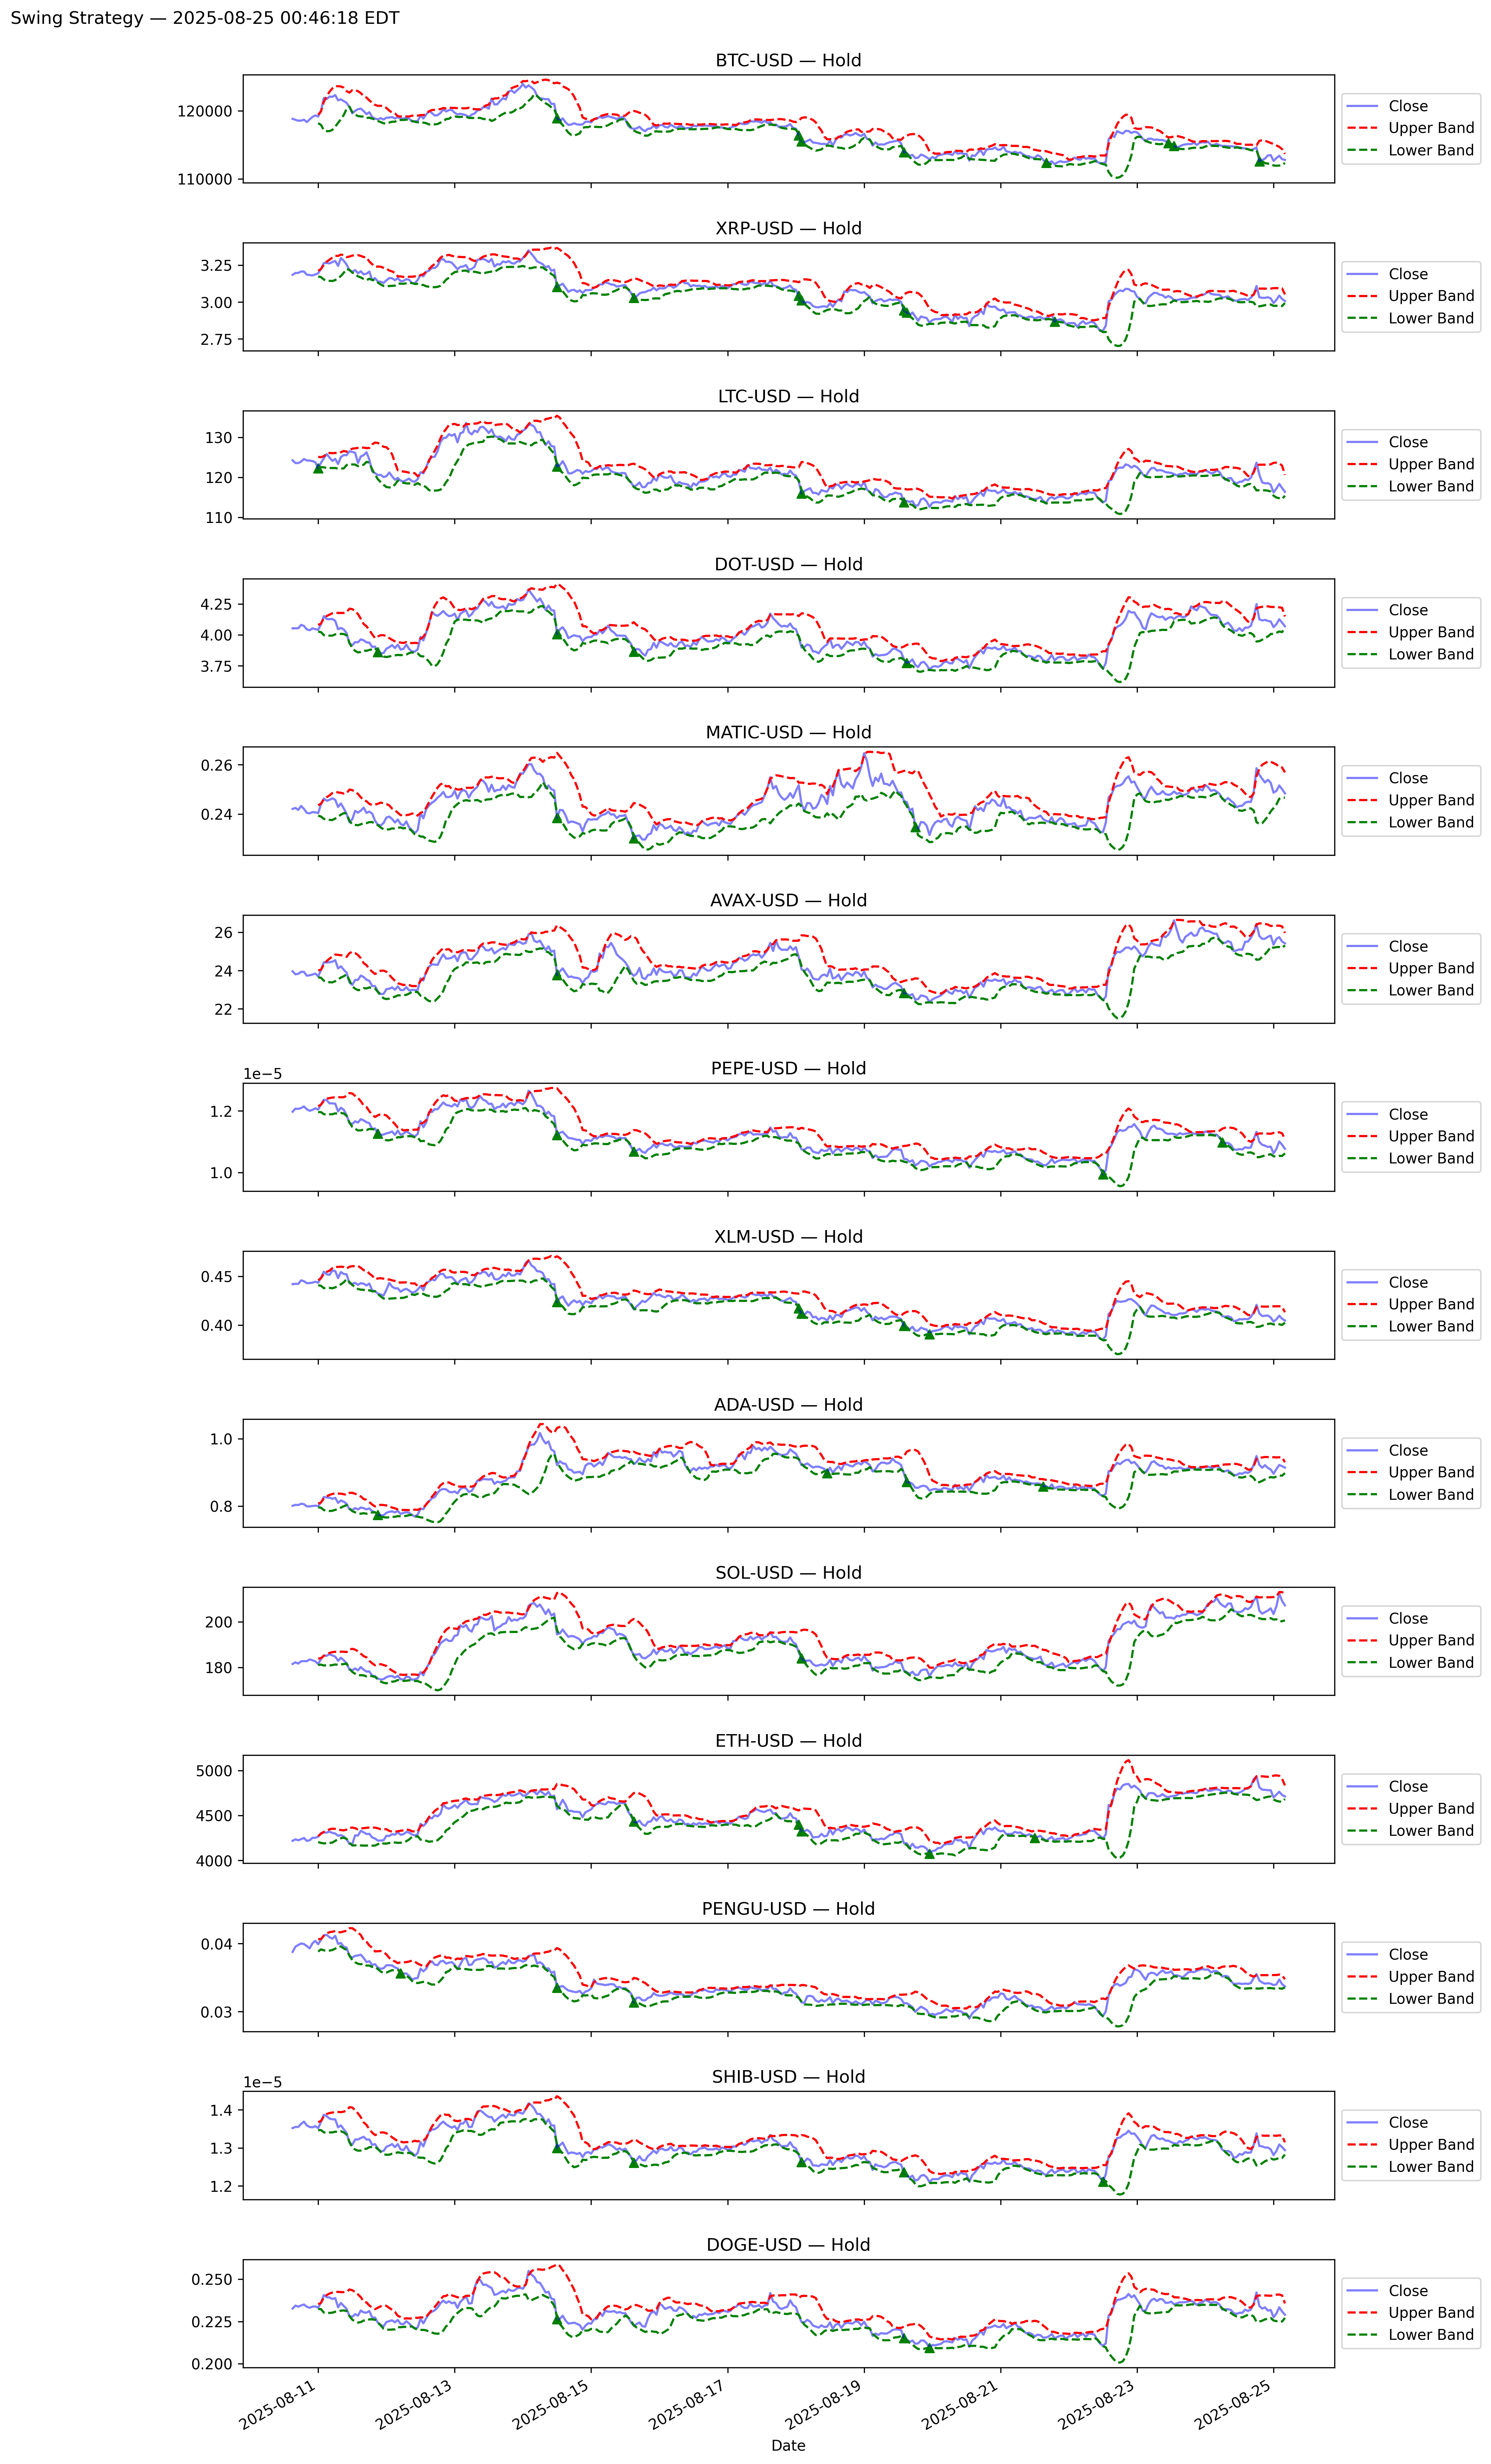 Swing Strategy — 2025-08-25 00:46:18 EDT
BTC-USD — Hold
120000
110000
Close
Upper Band
Lower Band
XRP-USD — Hold
3.25
3.00
2.75
Close
Upper Band
Lower Band
LTC-USD — Hold
130
120
110
Close
Upper Band
Lower Band
DOT-USD — Hold
4.25
4.00
3.75
Close
Upper Band
Lower Band
MATIC-USD — Hold
0.26
0.24
Close
Upper Band
Lower Band
AVAX-USD — Hold
26
24
22
Close
Upper Band
Lower Band
PEPE-USD — Hold
1e−5
1.2
1.0
Close
Upper Band
Lower Band
XLM-USD — Hold
0.45
0.40
Close
Upper Band
Lower Band
ADA-USD — Hold
1.0
0.8
Close
Upper Band
Lower Band
SOL-USD — Hold
200
180
Close
Upper Band
Lower Band
ETH-USD — Hold
5000
4500
4000
Close
Upper Band
Lower Band
PENGU-USD — Hold
0.04
0.03
Close
Upper Band
Lower Band
SHIB-USD — Hold
1e−5
1.4
1.3
1.2
Close
Upper Band
Lower Band
DOGE-USD — Hold
0.250
0.225
0.200
Close
Upper Band
Lower Band
2025-08-11
2025-08-13
2025-08-15
2025-08-17
2025-08-19
2025-08-21
2025-08-23
2025-08-25
Date